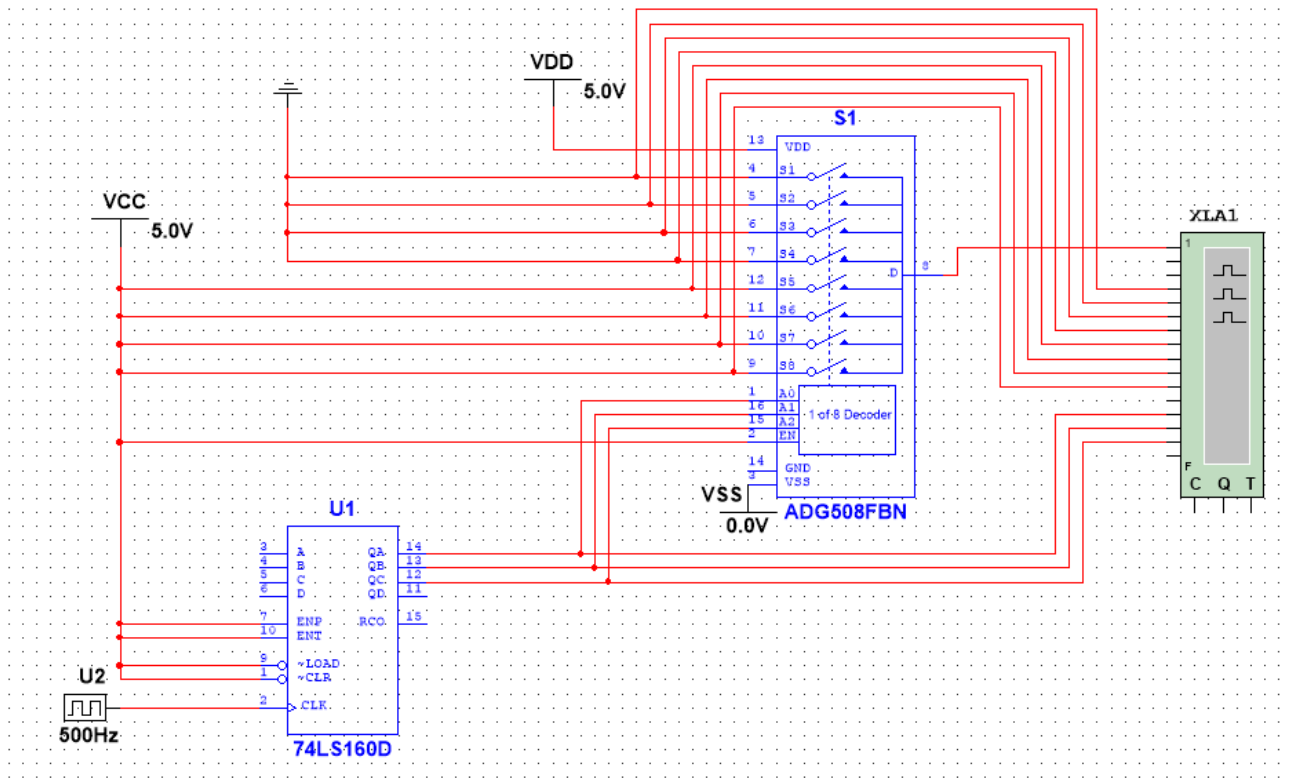 VDD
5.0V
S1
13 VDD
4 S1
5 S2
6 S3
7 S4
12 S5
11 S6
10 S7
9 S8
D 8
1 A0
16 A1
15 A2
2 EN
1 of 8 Decoder
14 GND
3 VSS
ADG508FBN
VSS
0.0V
VCC
5.0V
XLA1
1
F
C Q T
U1
3 A QA 14
4 B QB 13
5 C QC 12
6 D QD 11
7 ENP RCO 15
10 ENT
9 ~LOAD
1 ~CLR
2 CLK
74LS160D
U2
500Hz